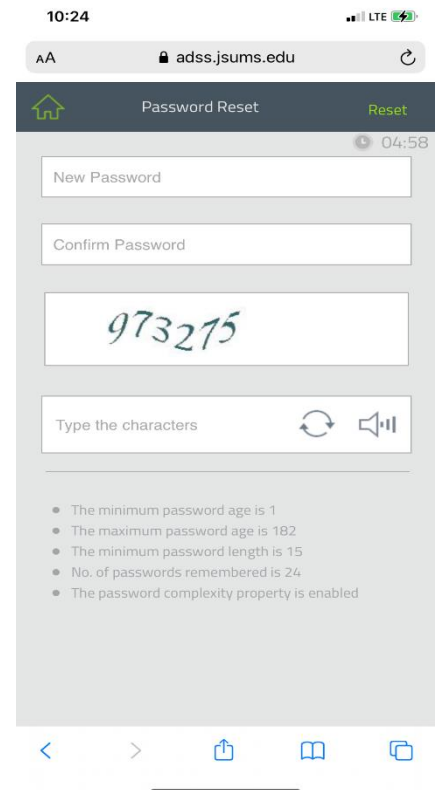 10:24
LTE
AA
adss.jsums.edu
Password Reset
Reset
04:58
New Password
Confirm Password
973275
Type the characters
The minimum password age is 1
The maximum password age is 182
The minimum password length is 15
No. of passwords remembered is 24
The password complexity property is enabled